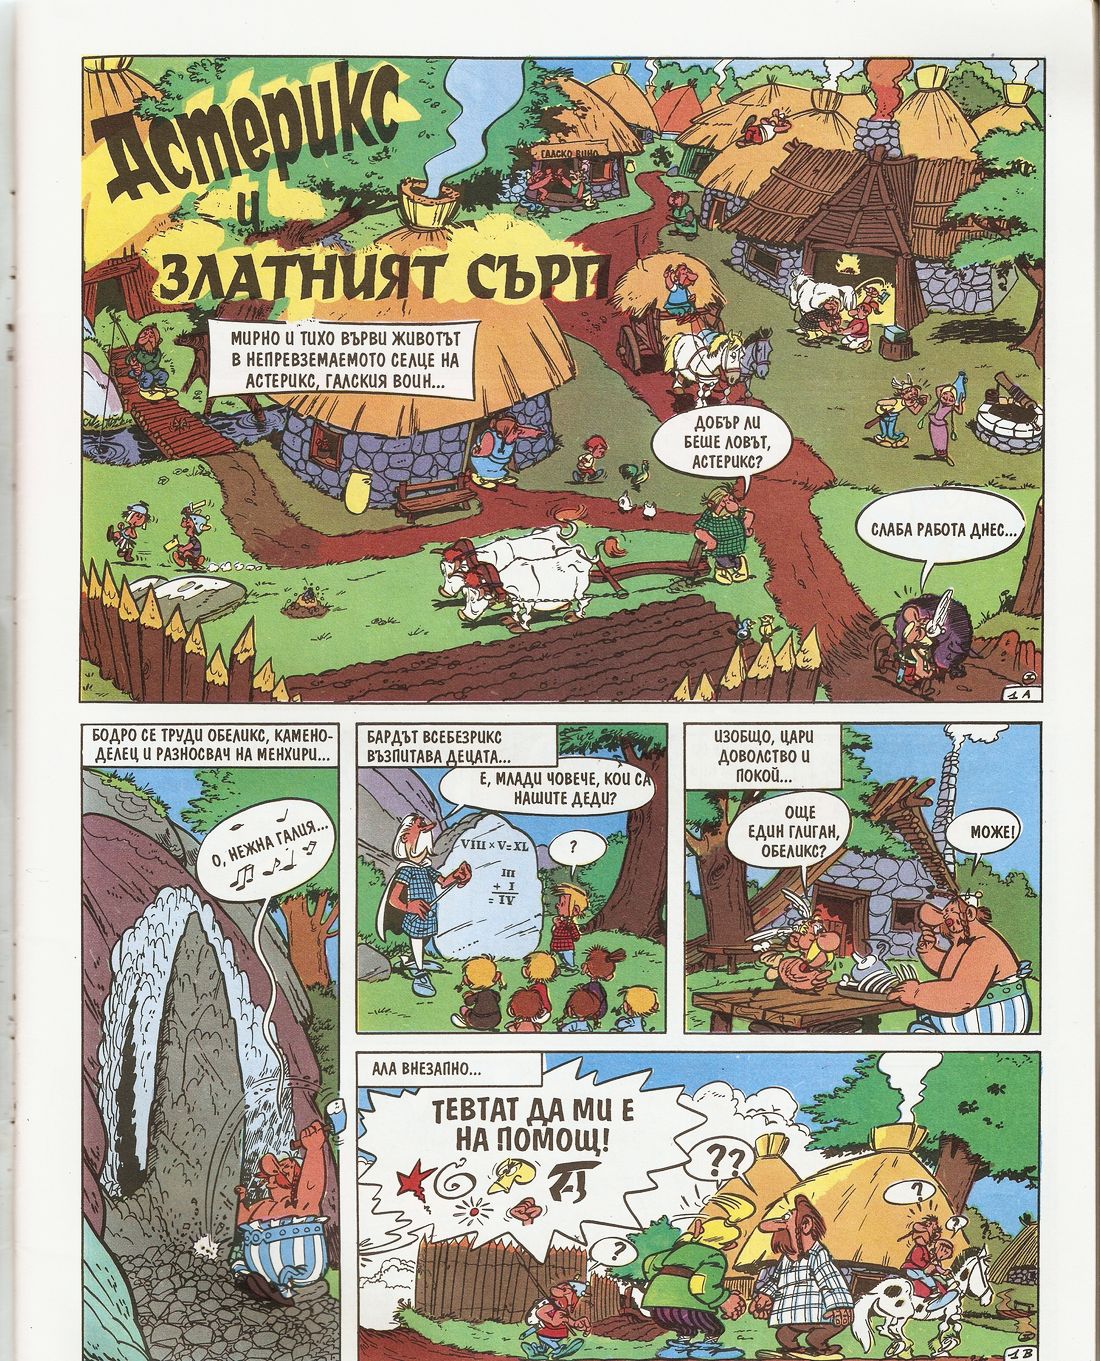 Астерикс
и
ЗЛАТНИЯТ СЪРП
ГАЛСКО ВИНО
МИРНО И ТИХО ВЪРВИ ЖИВОТЪТ
В НЕПРЕВЗЕМАЕМОТО СЕЛЦЕ НА
АСТЕРИКС, ГАЛСКИЯ ВОИН...
ДОБЪР ЛИ
БЕШЕ ЛОВЪТ,
АСТЕРИКС?
СЛАБА РАБОТА ДНЕС...
1A
БОДРО СЕ ТРУДИ ОБЕЛИКС, КАМЕНО-
ДЕЛЕЦ И РАЗНОСВАЧ НА МЕНХИРИ...
О, НЕЖНА ГАЛИЯ...
БАРДЪТ ВСЕБЕЗРИКС
ВЪЗПИТАВА ДЕЦАТА...
Е, МЛАДИ ЧОВЕЧЕ, КОИ СА
НАШИТЕ ДЕДИ?
?
VIII × V = XL
III
+ I
= IV
ИЗОБЩО, ЦАРИ
ДОВОЛСТВО И
ПОКОЙ...
ОЩЕ
ЕДИН ГЛИГАН,
ОБЕЛИКС?
МОЖЕ!
АЛА ВНЕЗАПНО...
ТЕВТАТ ДА МИ Е
НА ПОМОЩ!
??
?
?
?
1B